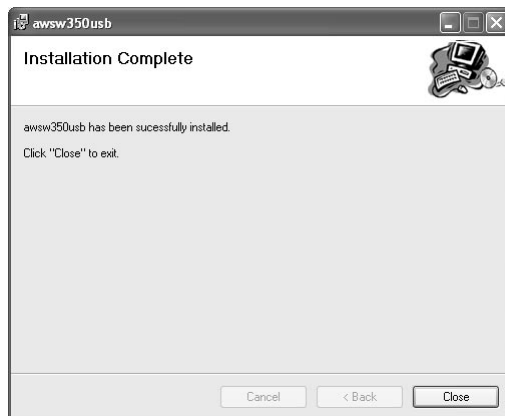 awsw350usb
Installation Complete
awsw350usb has been sucessfully installed.
Click "Close" to exit.
Cancel
< Back
Close